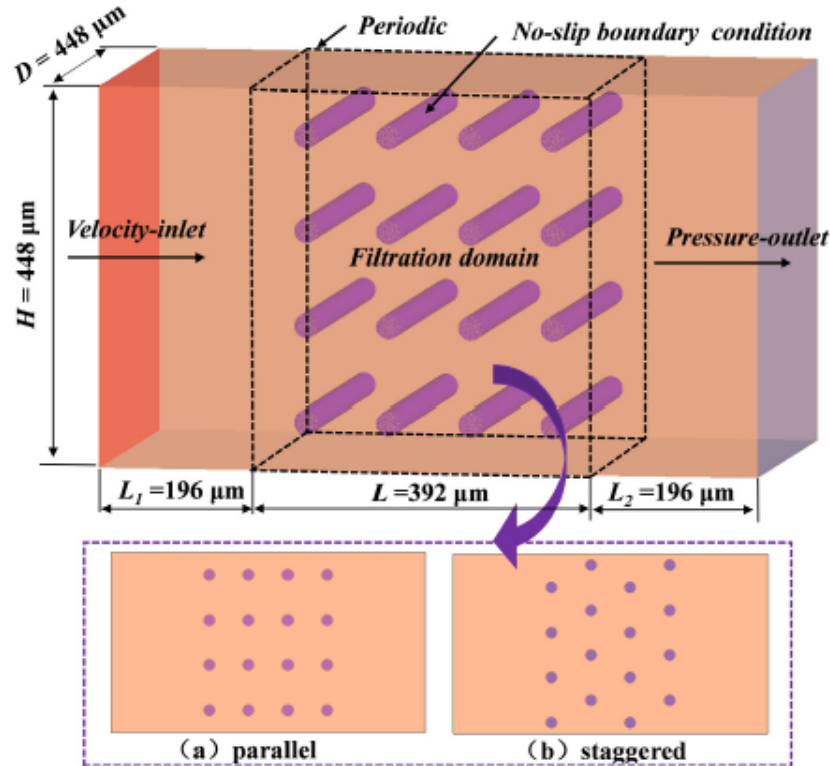 Periodic
No-slip boundary condition
D = 448 μm
H = 448 μm
Velocity-inlet
Filtration domain
Pressure-outlet
L₁ =196 μm
L =392 μm
L₂ =196 μm
（a）parallel
（b）staggered